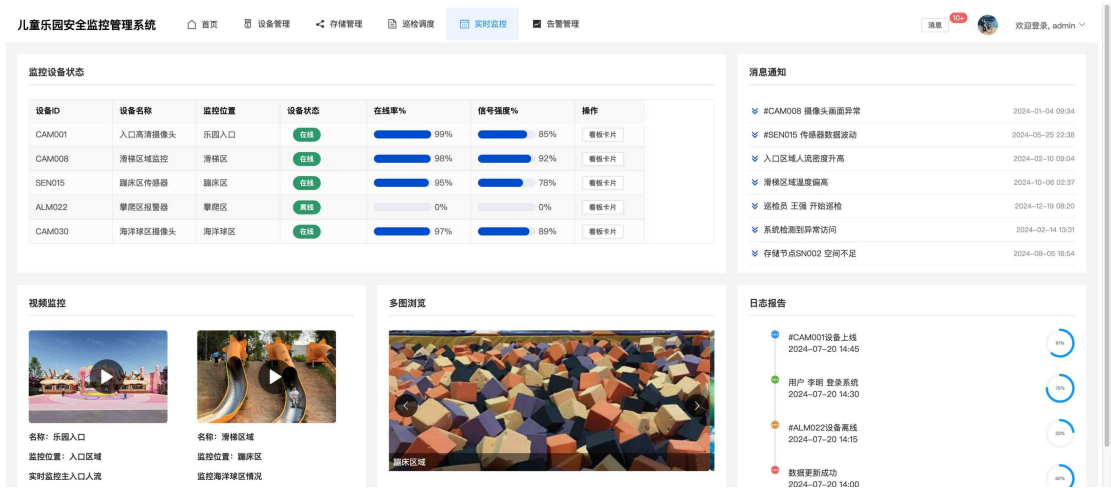 儿童乐园安全监控管理系统 首页 设备管理 存储管理 巡检调度 实时监控 告警管理 消息 10+ 欢迎登录, admin
监控设备状态
设备ID 设备名称 监控位置 设备状态 在线率% 信号强度% 操作
CAM001 入口高清摄像头 乐园入口 在线 99% 85% 看板卡片
CAM008 滑梯区域监控 滑梯区 在线 98% 92% 看板卡片
SEN015 蹦床区传感器 蹦床区 在线 95% 78% 看板卡片
ALM022 攀爬区报警器 攀爬区 离线 0% 0% 看板卡片
CAM030 海洋球区摄像头 海洋球区 在线 97% 89% 看板卡片
消息通知
#CAM008 摄像头画面异常 2024-01-04 09:34
#SEN015 传感器数据波动 2024-05-25 22:38
入口区域人流密度升高 2024-02-10 09:04
滑梯区域温度偏高 2024-10-06 02:37
巡检员 王强 开始巡检 2024-12-19 08:20
系统检测到异常访问 2024-02-14 13:31
存储节点SN002 空间不足 2024-08-05 16:54
视频监控
名称: 乐园入口
监控位置: 入口区域
实时监控主入口人流
名称: 滑梯区域
监控位置: 蹦床区
监控海洋球区情况
多图浏览
蹦床区域
日志报告
#CAM001设备上线
2024-07-20 14:45
用户 李明 登录系统
2024-07-20 14:30
75%
#ALM022设备离线
2024-07-20 14:15
23%
数据更新成功
2024-07-20 14:00